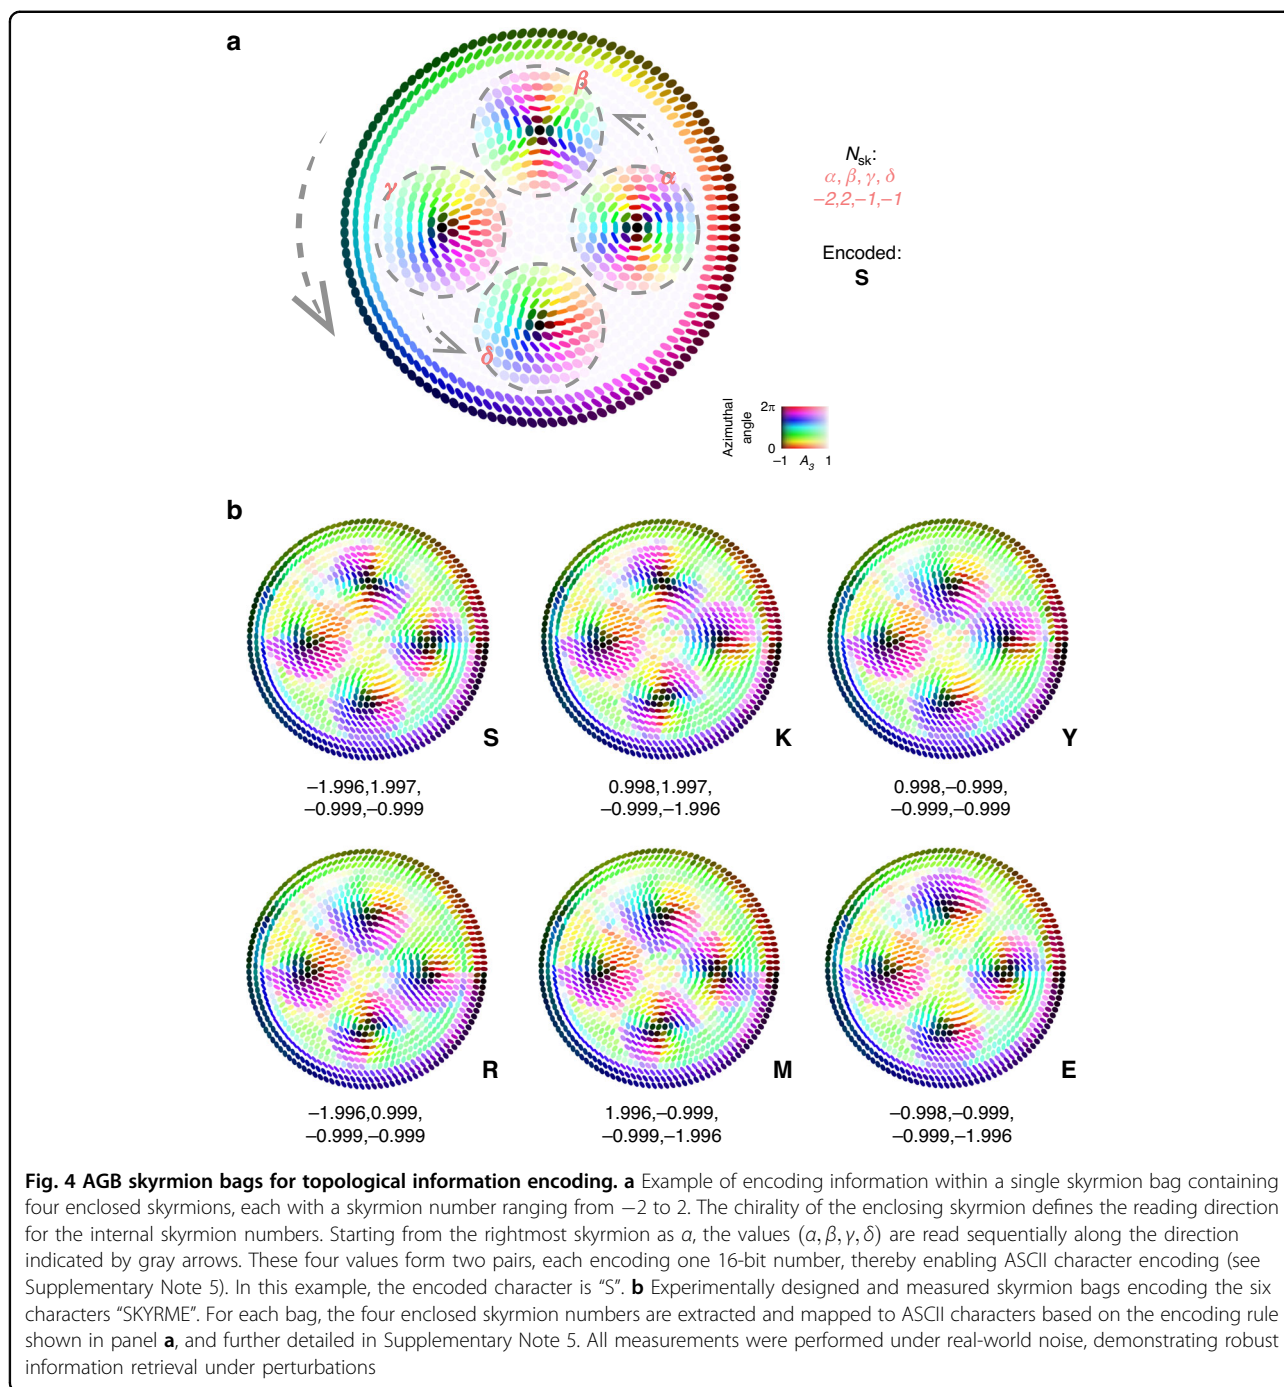 a
β
γ
α
δ
Nsk:
α, β, γ, δ
−2,2,−1,−1
Encoded:
S
Azimuthal
angle
2π
0
−1 A3 1
b
S
K
Y
−1.996,1.997,
−0.999,−0.999
0.998,1.997,
−0.999,−1.996
0.998,−0.999,
−0.999,−0.999
R
M
E
−1.996,0.999,
−0.999,−0.999
1.996,−0.999,
−0.999,−1.996
−0.998,−0.999,
−0.999,−1.996
Fig. 4 AGB skyrmion bags for topological information encoding. a Example of encoding information within a single skyrmion bag containing
four enclosed skyrmions, each with a skyrmion number ranging from −2 to 2. The chirality of the enclosing skyrmion defines the reading direction
for the internal skyrmion numbers. Starting from the rightmost skyrmion as α, the values (α, β, γ, δ) are read sequentially along the direction
indicated by gray arrows. These four values form two pairs, each encoding one 16-bit number, thereby enabling ASCII character encoding (see
Supplementary Note 5). In this example, the encoded character is “S”. b Experimentally designed and measured skyrmion bags encoding the six
characters “SKYRME”. For each bag, the four enclosed skyrmion numbers are extracted and mapped to ASCII characters based on the encoding rule
shown in panel a, and further detailed in Supplementary Note 5. All measurements were performed under real-world noise, demonstrating robust
information retrieval under perturbations